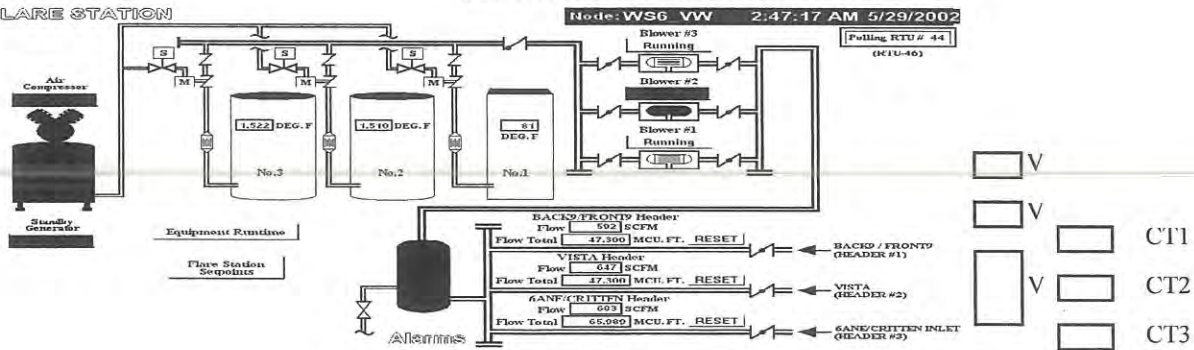 LARE STATION
Node: WS6 VW 2:47:17 AM 5/29/2002
Polling RTU # 44
(RTU-46)
Blower #3
Running
Blower #2
Blower #1
Running
S
S
S
M
M
M
Air
Compressor
1,522 DEG. F
1,510 DEG. F
81
DEG. F
No.3
No.2
No.1
Standby
Generator
Equipment Runtime
Flare Station
Setpoints
BACK9/FRONT9 Header
Flow 592 SCFM
Flow Total 47,300 MCU. FT. RESET
BACK9 / FRONT9
(HEADER #1)
VISTA Header
Flow 647 SCFM
Flow Total 47,300 MCU. FT. RESET
VISTA
(HEADER #2)
6ANF/CRITTEN Header
Flow 603 SCFM
Flow Total 65,989 MCU. FT. RESET
6ANE/CRITTEN INLET
(HEADER #3)
Alarms
V
V
V
CT1
CT2
CT3